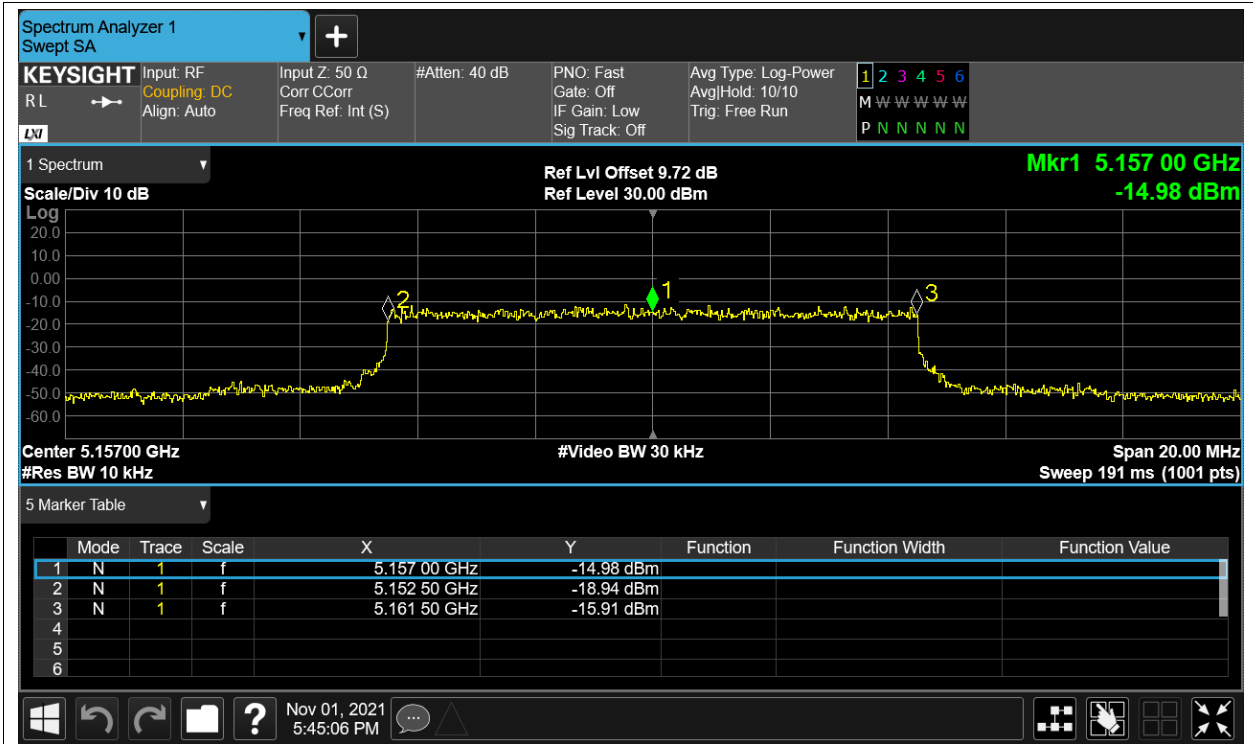 Spectrum Analyzer 1
Swept SA
+
KEYSIGHT Input: RF Input Z: 50 Ω #Atten: 40 dB PNO: Fast Avg Type: Log-Power 1 2 3 4 5 6
R L Coupling: DC Corr CCorr Gate: Off Avg|Hold: 10/10 M W W W W W
Align: Auto Freq Ref: Int (S) IF Gain: Low Trig: Free Run
LXI Sig Track: Off P N N N N N
1 Spectrum Ref Lvl Offset 9.72 dB Mkr1 5.157 00 GHz
Scale/Div 10 dB Ref Level 30.00 dBm -14.98 dBm
Log
20.0
10.0
0.00
1
2
3
-10.0
-20.0
-30.0
-40.0
-50.0
-60.0
Center 5.15700 GHz #Video BW 30 kHz Span 20.00 MHz
#Res BW 10 kHz Sweep 191 ms (1001 pts)
5 Marker Table
Mode Trace Scale X Y Function Function Width Function Value
1 N 1 f 5.157 00 GHz -14.98 dBm
2 N 1 f 5.152 50 GHz -18.94 dBm
3 N 1 f 5.161 50 GHz -15.91 dBm
4
5
6
? Nov 01, 2021
5:45:06 PM